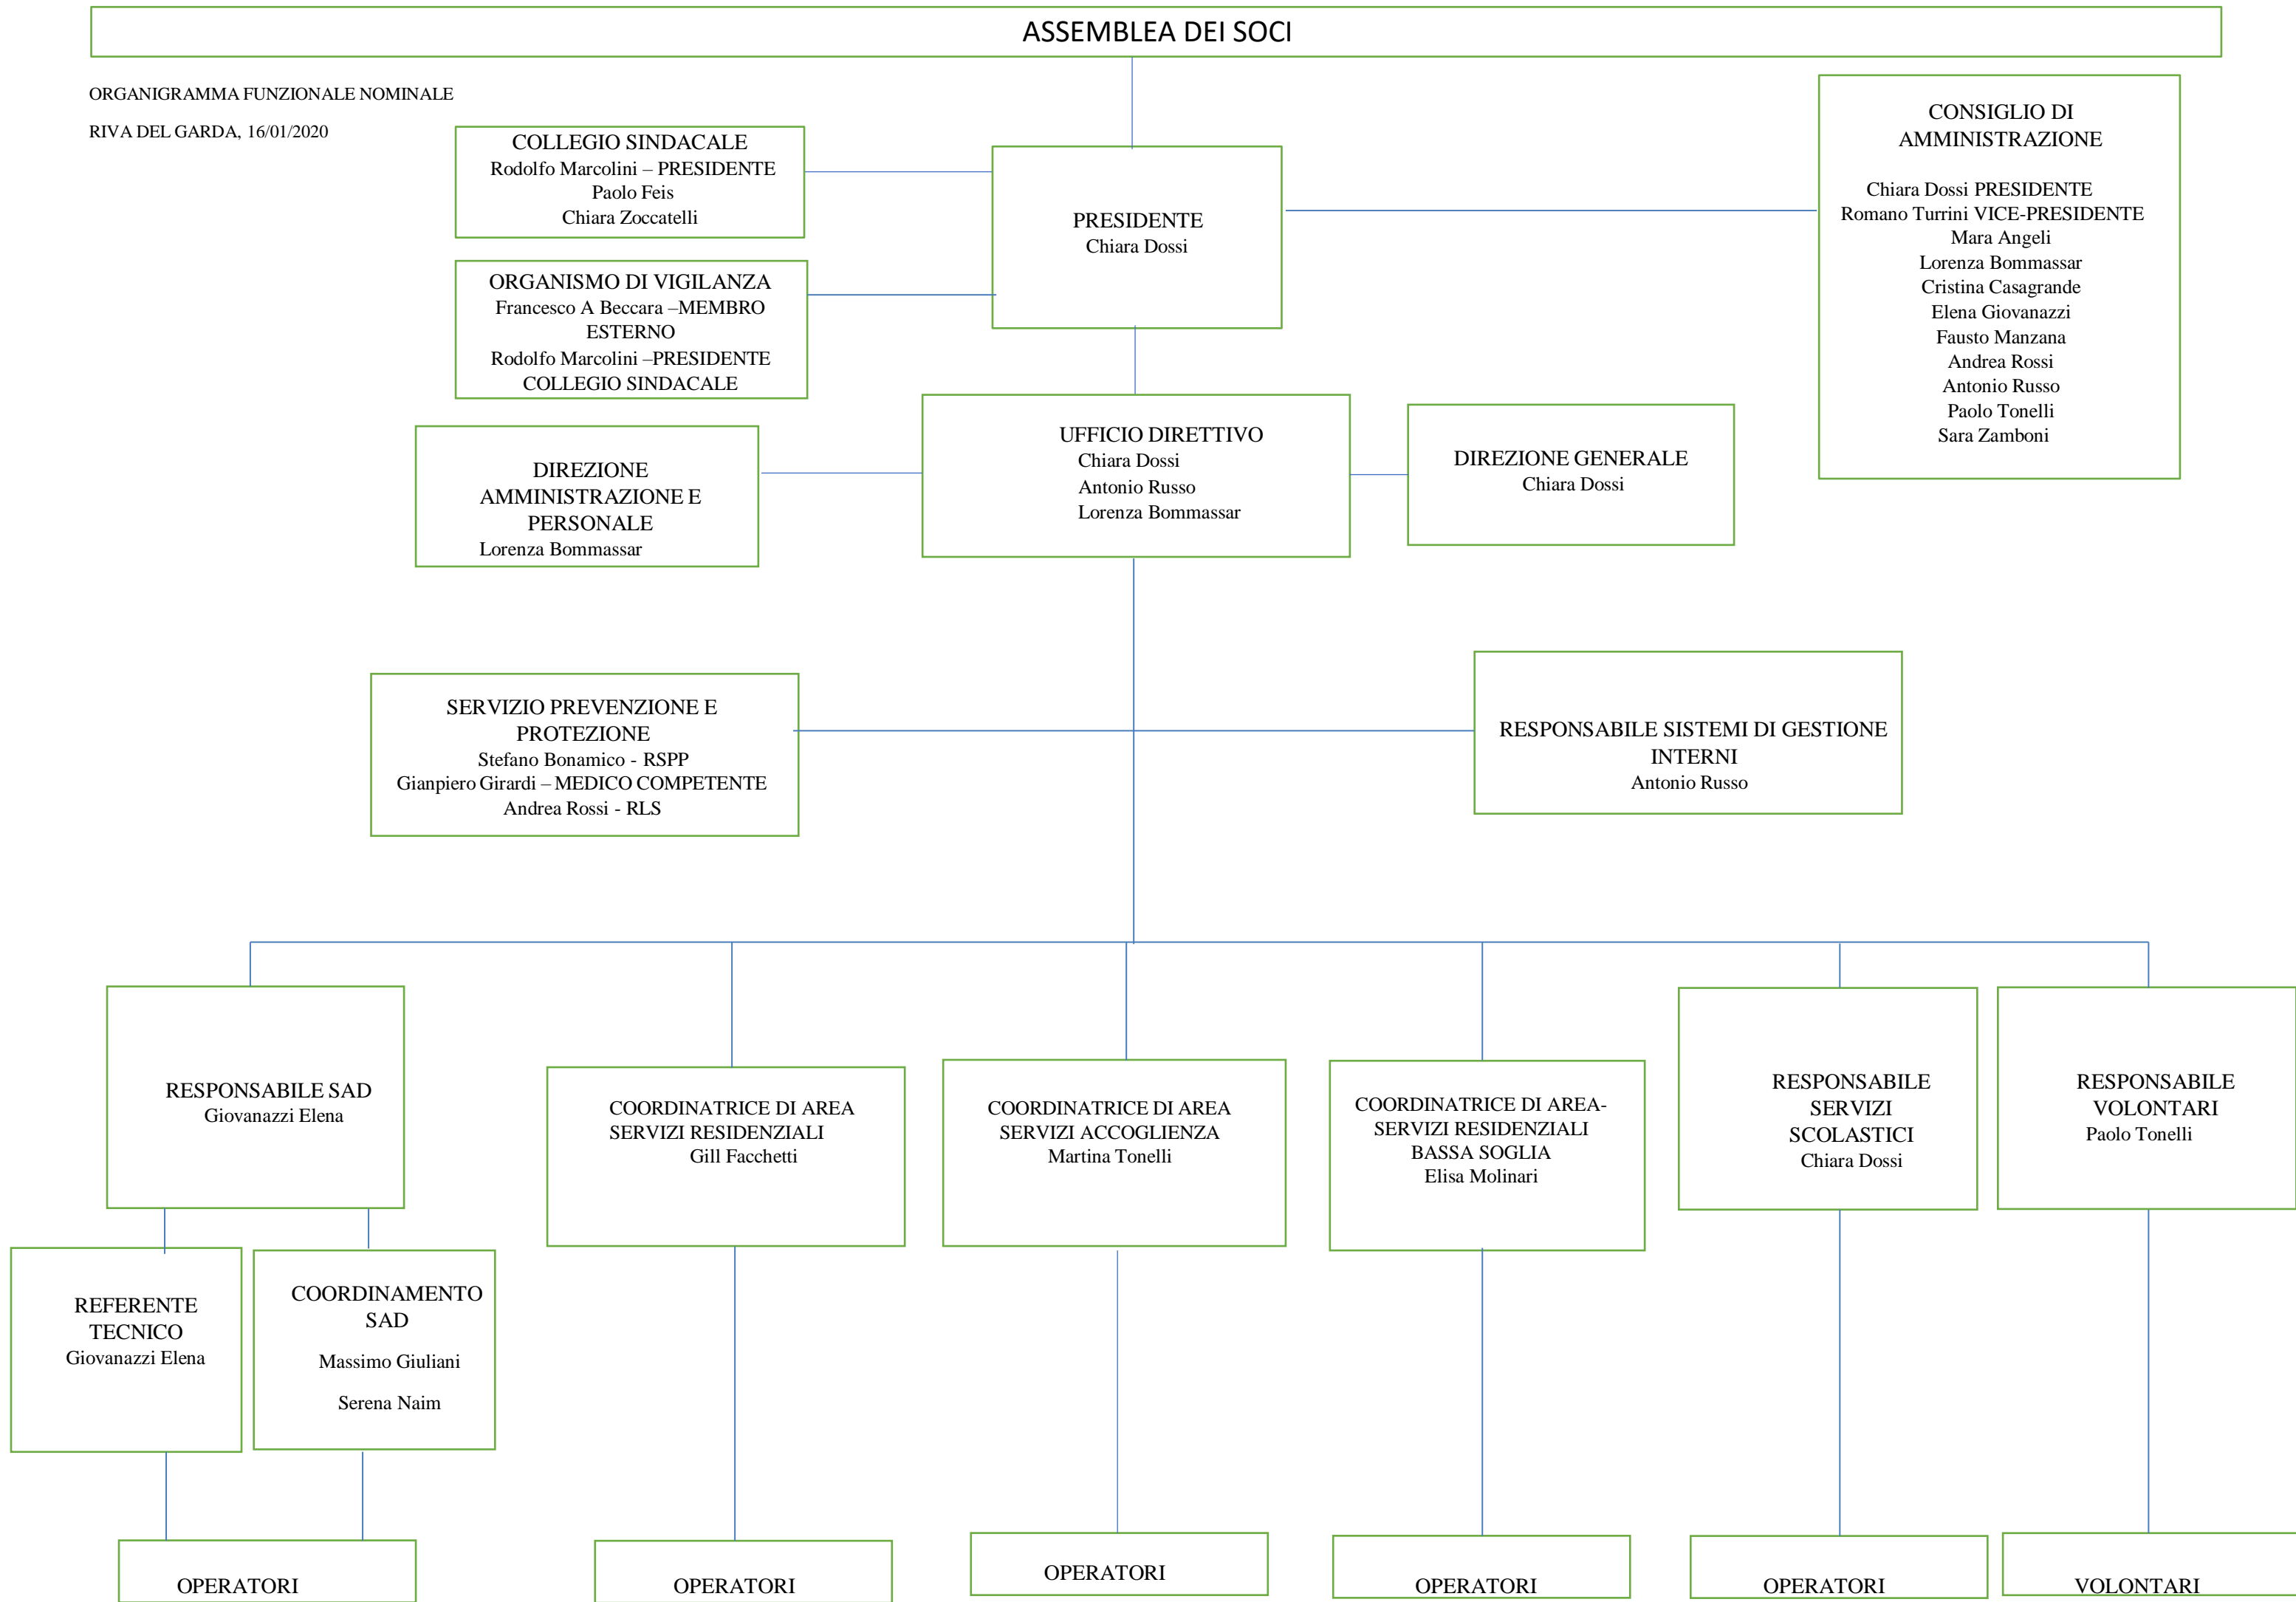 ASSEMBLEA DEI SOCI
ORGANIGRAMMA FUNZIONALE NOMINALE
RIVA DEL GARDA, 16/01/2020
COLLEGIO SINDACALE
Rodolfo Marcolini – PRESIDENTE
Paolo Feis
Chiara Zoccatelli
PRESIDENTE
Chiara Dossi
CONSIGLIO DI
AMMINISTRAZIONE
Chiara Dossi PRESIDENTE
Romano Turrini VICE-PRESIDENTE
Mara Angeli
Lorenza Bommassar
Cristina Casagrande
Elena Giovanazzi
Fausto Manzana
Andrea Rossi
Antonio Russo
Paolo Tonelli
Sara Zamboni
ORGANISMO DI VIGILANZA
Francesco A Beccara –MEMBRO
ESTERNO
Rodolfo Marcolini –PRESIDENTE
COLLEGIO SINDACALE
DIREZIONE
AMMINISTRAZIONE E
PERSONALE
Lorenza Bommassar
UFFICIO DIRETTIVO
Chiara Dossi
Antonio Russo
Lorenza Bommassar
DIREZIONE GENERALE
Chiara Dossi
SERVIZIO PREVENZIONE E
PROTEZIONE
Stefano Bonamico - RSPP
Gianpiero Girardi – MEDICO COMPETENTE
Andrea Rossi - RLS
RESPONSABILE SISTEMI DI GESTIONE
INTERNI
Antonio Russo
RESPONSABILE SAD
Giovanazzi Elena
COORDINATRICE DI AREA
SERVIZI RESIDENZIALI
Gill Facchetti
COORDINATRICE DI AREA
SERVIZI ACCOGLIENZA
Martina Tonelli
COORDINATRICE DI AREA-
SERVIZI RESIDENZIALI
BASSA SOGLIA
Elisa Molinari
RESPONSABILE
SERVIZI
SCOLASTICI
Chiara Dossi
RESPONSABILE
VOLONTARI
Paolo Tonelli
REFERENTE
TECNICO
Giovanazzi Elena
COORDINAMENTO
SAD
Massimo Giuliani
Serena Naim
OPERATORI
OPERATORI
OPERATORI
OPERATORI
OPERATORI
VOLONTARI